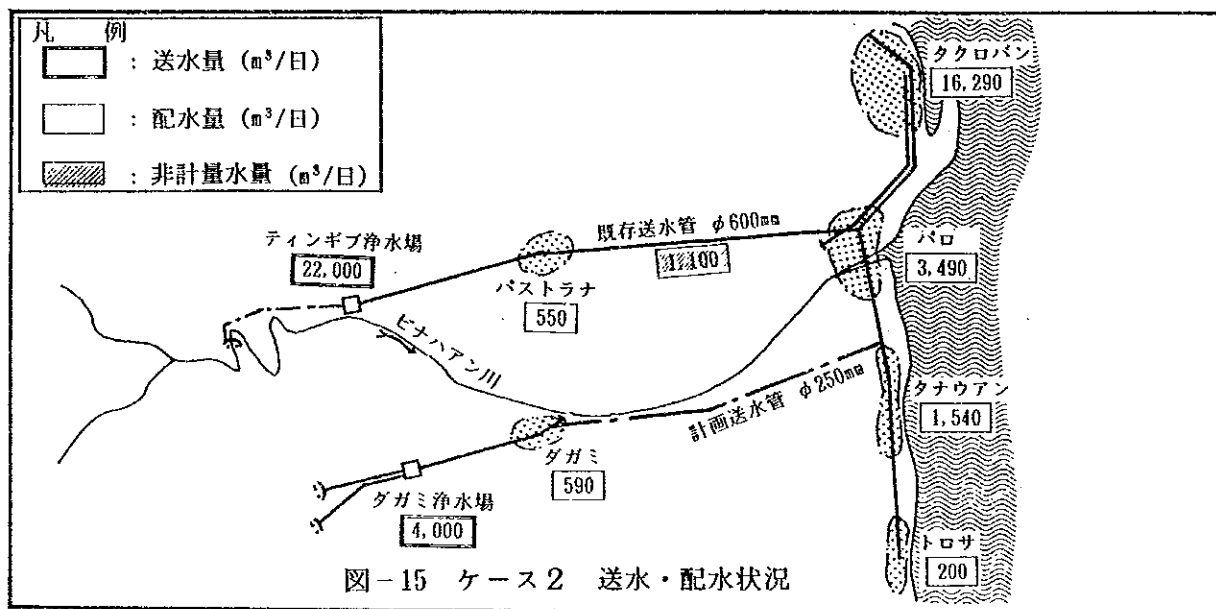 凡 例
: 送水量 (m³/日)
: 配水量 (m³/日)
: 非計量水量 (m³/日)
タクロバン
16,290
ティンギブ浄水場
22,000
既存送水管 φ600mm
パストラナ
550
パロ
3,490
ビナハアン川
計画送水管 φ250mm
タナウアン
1,540
ダガミ
590
ダガミ浄水場
4,000
トロサ
200
図-15 ケース2 送水・配水状況